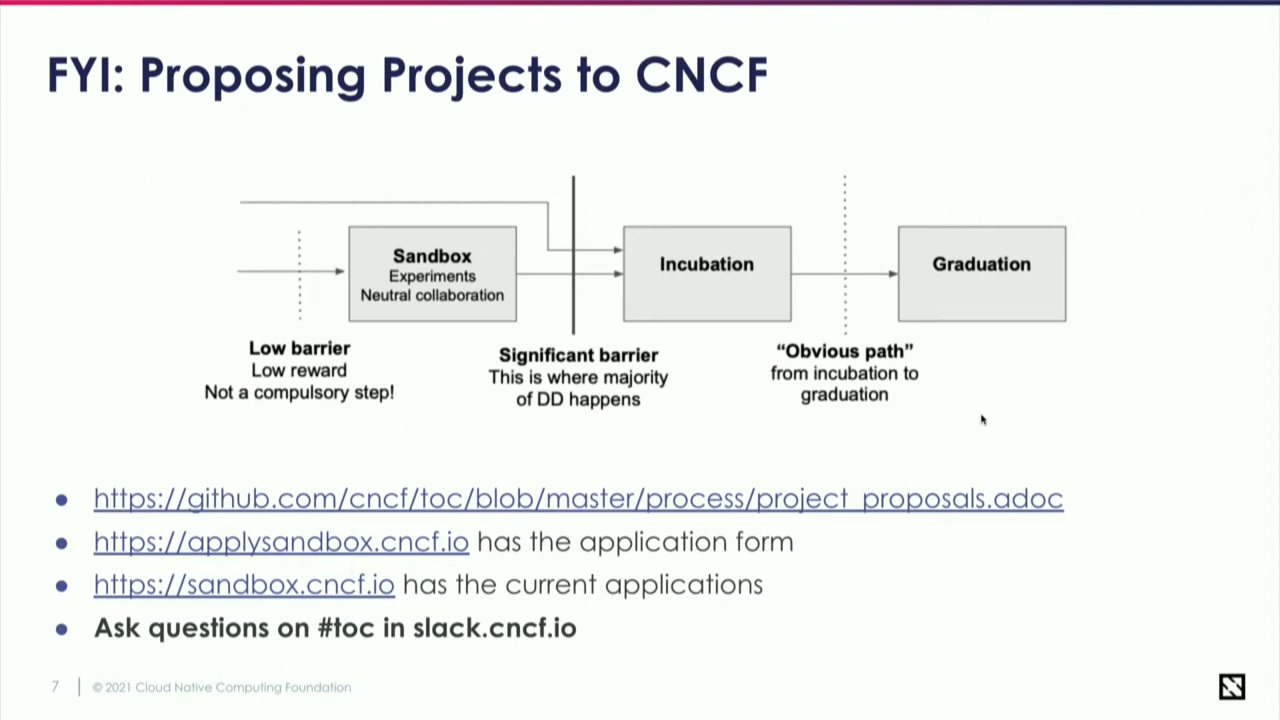 FYI: Proposing Projects to CNCF
Sandbox
Experiments
Neutral collaboration
Incubation
Graduation
Low barrier
Low reward
Not a compulsory step!
Significant barrier
This is where majority
of DD happens
“Obvious path”
from incubation to
graduation
https://github.com/cncf/toc/blob/master/process/project_proposals.adoc
https://applysandbox.cncf.io has the application form
https://sandbox.cncf.io has the current applications
Ask questions on #toc in slack.cncf.io
7
© 2021 Cloud Native Computing Foundation